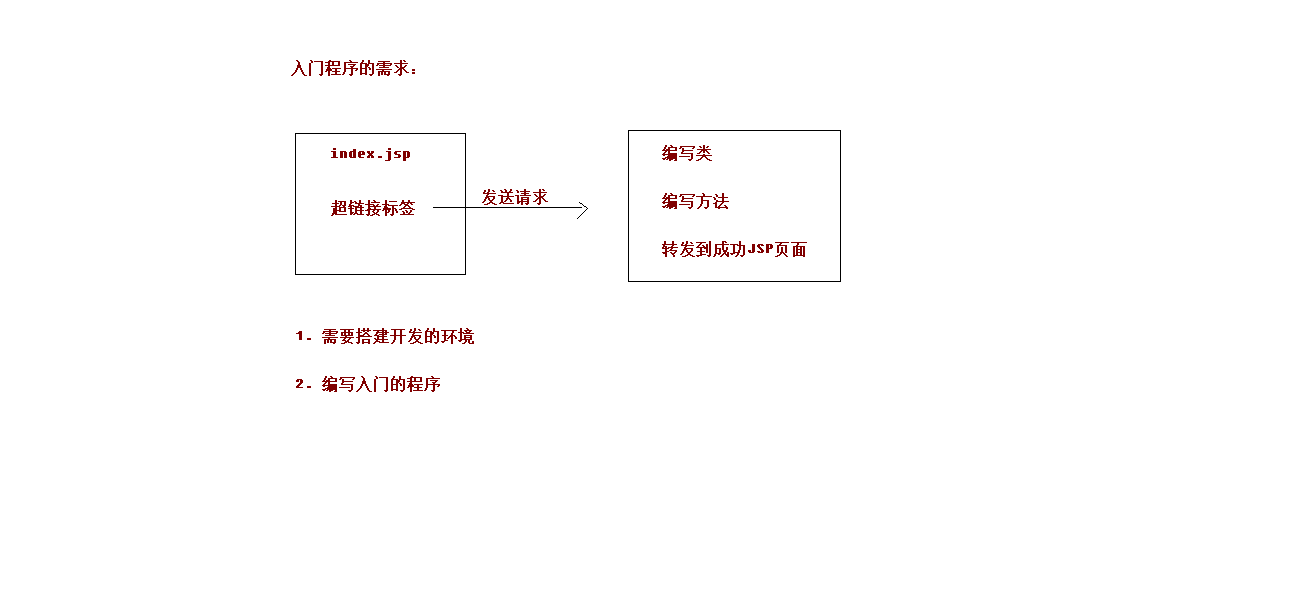 入门程序的需求：
index.jsp
超链接标签
发送请求
编写类
编写方法
转发到成功JSP页面
1. 需要搭建开发的环境
2. 编写入门的程序